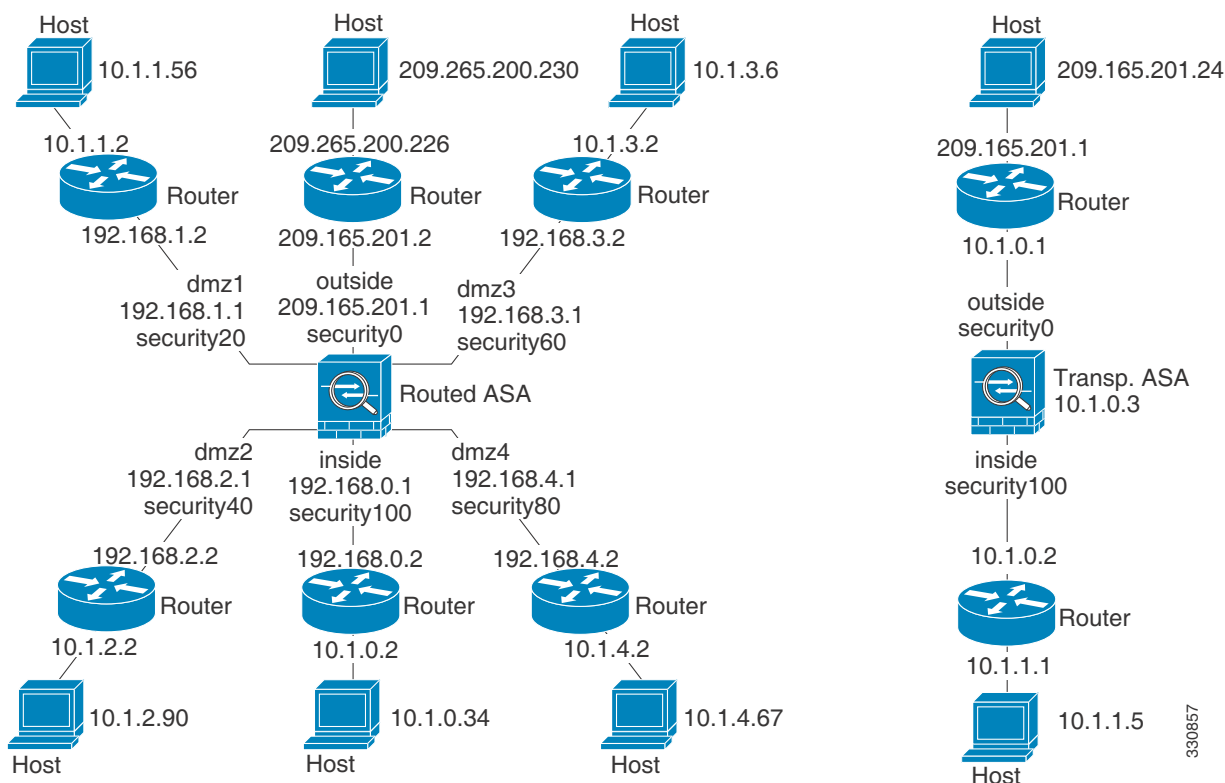 Host
10.1.1.56
10.1.1.2
Router
192.168.1.2
dmz1
192.168.1.1
security20
Host
209.265.200.230
209.265.200.226
Router
209.165.201.2
outside
209.165.201.1
security0
Host
10.1.3.6
10.1.3.2
Router
192.168.3.2
dmz3
192.168.3.1
security60
Routed ASA
dmz2
192.168.2.1
security40
192.168.2.2
Router
10.1.2.2
10.1.2.90
Host
inside
192.168.0.1
security100
192.168.0.2
Router
10.1.0.2
10.1.0.34
Host
dmz4
192.168.4.1
security80
192.168.4.2
Router
10.1.4.2
10.1.4.67
Host
Host
209.165.201.24
209.165.201.1
Router
10.1.0.1
outside
security0
Transp. ASA
10.1.0.3
inside
security100
10.1.0.2
Router
10.1.1.1
10.1.1.5
Host
330857